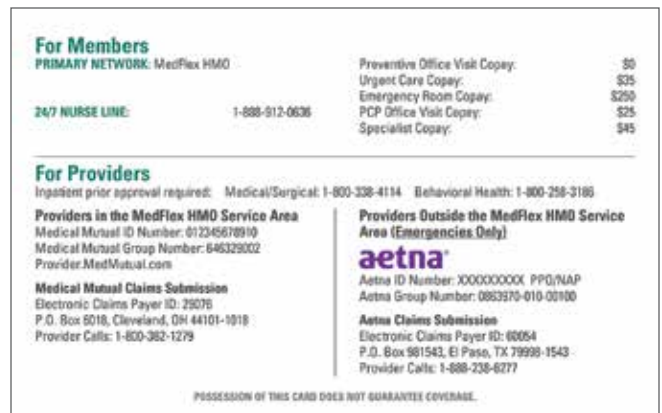 For Members
PRIMARY NETWORK: MedFlex HMO
24/7 NURSE LINE: 1-888-912-0636
Preventive Office Visit Copay: $0
Urgent Care Copay: $35
Emergency Room Copay: $250
PCP Office Visit Copay: $25
Specialist Copay: $45
For Providers
Inpatient prior approval required: Medical/Surgical: 1-800-338-4114 Behavioral Health: 1-800-258-3186
Providers in the MedFlex HMO Service Area
Medical Mutual ID Number: 012345678910
Medical Mutual Group Number: 646329002
Provider.MedMutual.com
Medical Mutual Claims Submission
Electronic Claims Payer ID: 29076
P.O. Box 6018, Cleveland, OH 44101-1018
Provider Calls: 1-800-362-1279
Providers Outside the MedFlex HMO Service
Area (Emergencies Only)
aetna
Aetna ID Number: XXXXXXXXX PPO/NAP
Aetna Group Number: 0863970-010-00100
Aetna Claims Submission
Electronic Claims Payer ID: 60054
P.O. Box 981543, El Paso, TX 79998-1543
Provider Calls: 1-888-238-6277
POSSESSION OF THIS CARD DOES NOT GUARANTEE COVERAGE.